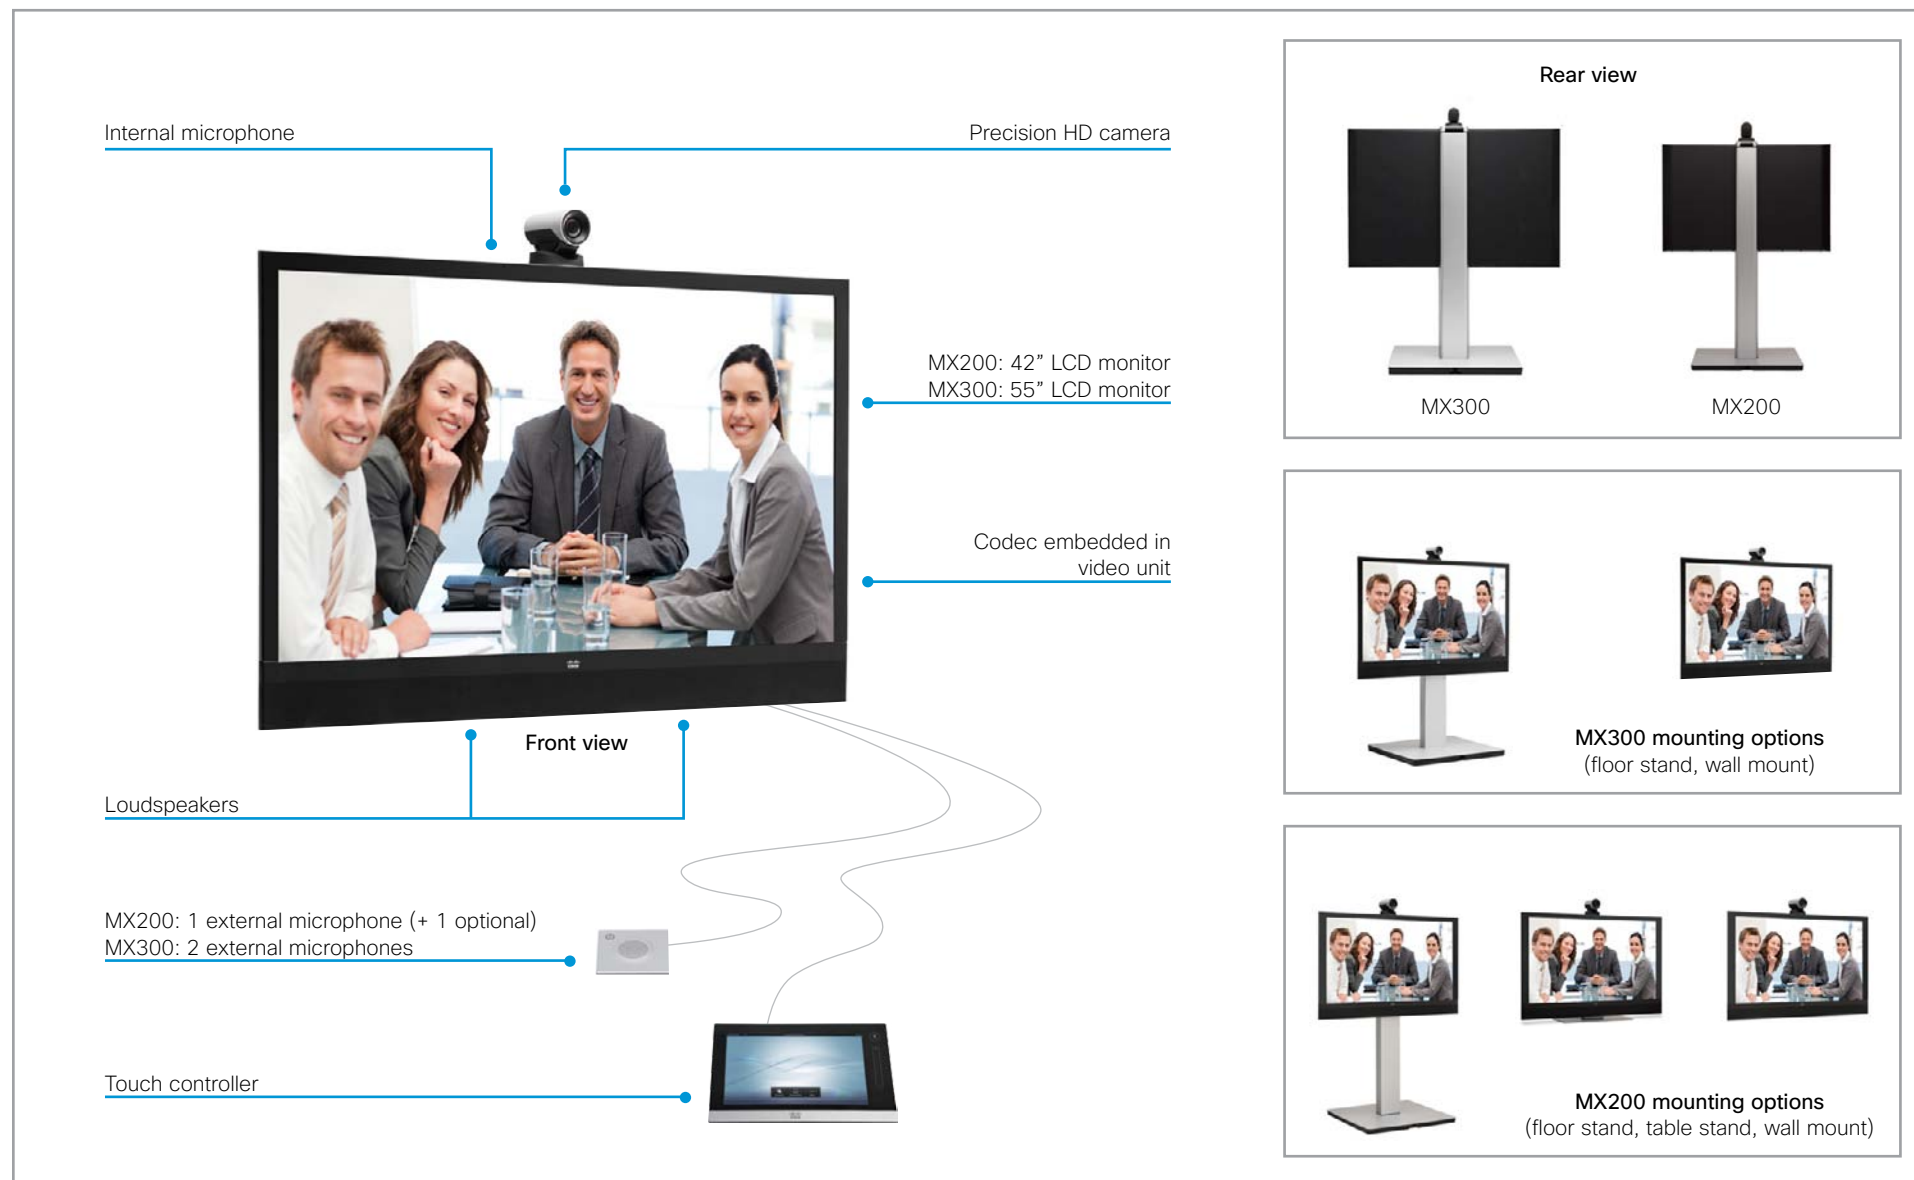 Internal microphone
Precision HD camera
MX200: 42” LCD monitor
MX300: 55” LCD monitor
Codec embedded in
video unit
Front view
Loudspeakers
MX200: 1 external microphone (+ 1 optional)
MX300: 2 external microphones
Touch controller
Rear view
MX300
MX200
MX300 mounting options
(floor stand, wall mount)
MX200 mounting options
(floor stand, table stand, wall mount)